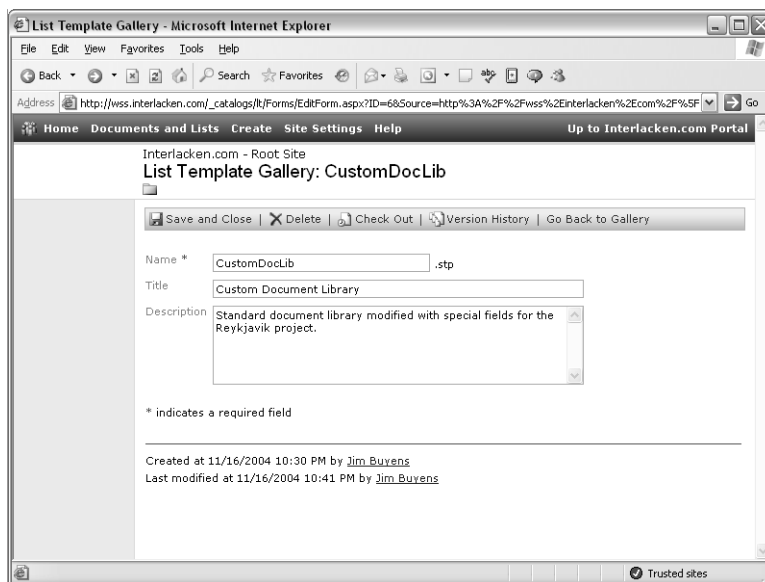 List Template Gallery - Microsoft Internet Explorer
File Edit View Favorites Tools Help
Back Search Favorites
Address http://wss.interlacken.com/_catalogs/lt/Forms/EditForm.aspx?ID=6&Source=http%3A%2F%2Fwss%2Einterlacken%2Ecom%2F%5F Go
Home Documents and Lists Create Site Settings Help Up to Interlacken.com Portal
Interlacken.com - Root Site
List Template Gallery: CustomDocLib
Save and Close | Delete | Check Out | Version History | Go Back to Gallery
Name * CustomDocLib .stp
Title Custom Document Library
Description Standard document library modified with special fields for the
Reykjavik project.
* indicates a required field
Created at 11/16/2004 10:30 PM by Jim Buyens
Last modified at 11/16/2004 10:41 PM by Jim Buyens
Trusted sites